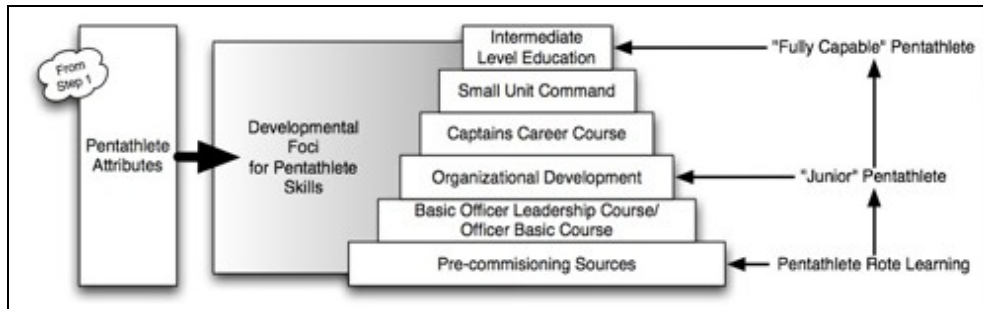 From
Step 1
Pentathlete
Attributes
Developmental
Foci
for Pentathlete
Skills
Intermediate
Level Education
Small Unit Command
Captains Career Course
Organizational Development
Basic Officer Leadership Course/
Officer Basic Course
Pre-commisioning Sources
"Fully Capable" Pentathlete
"Junior" Pentathlete
Pentathlete Rote Learning